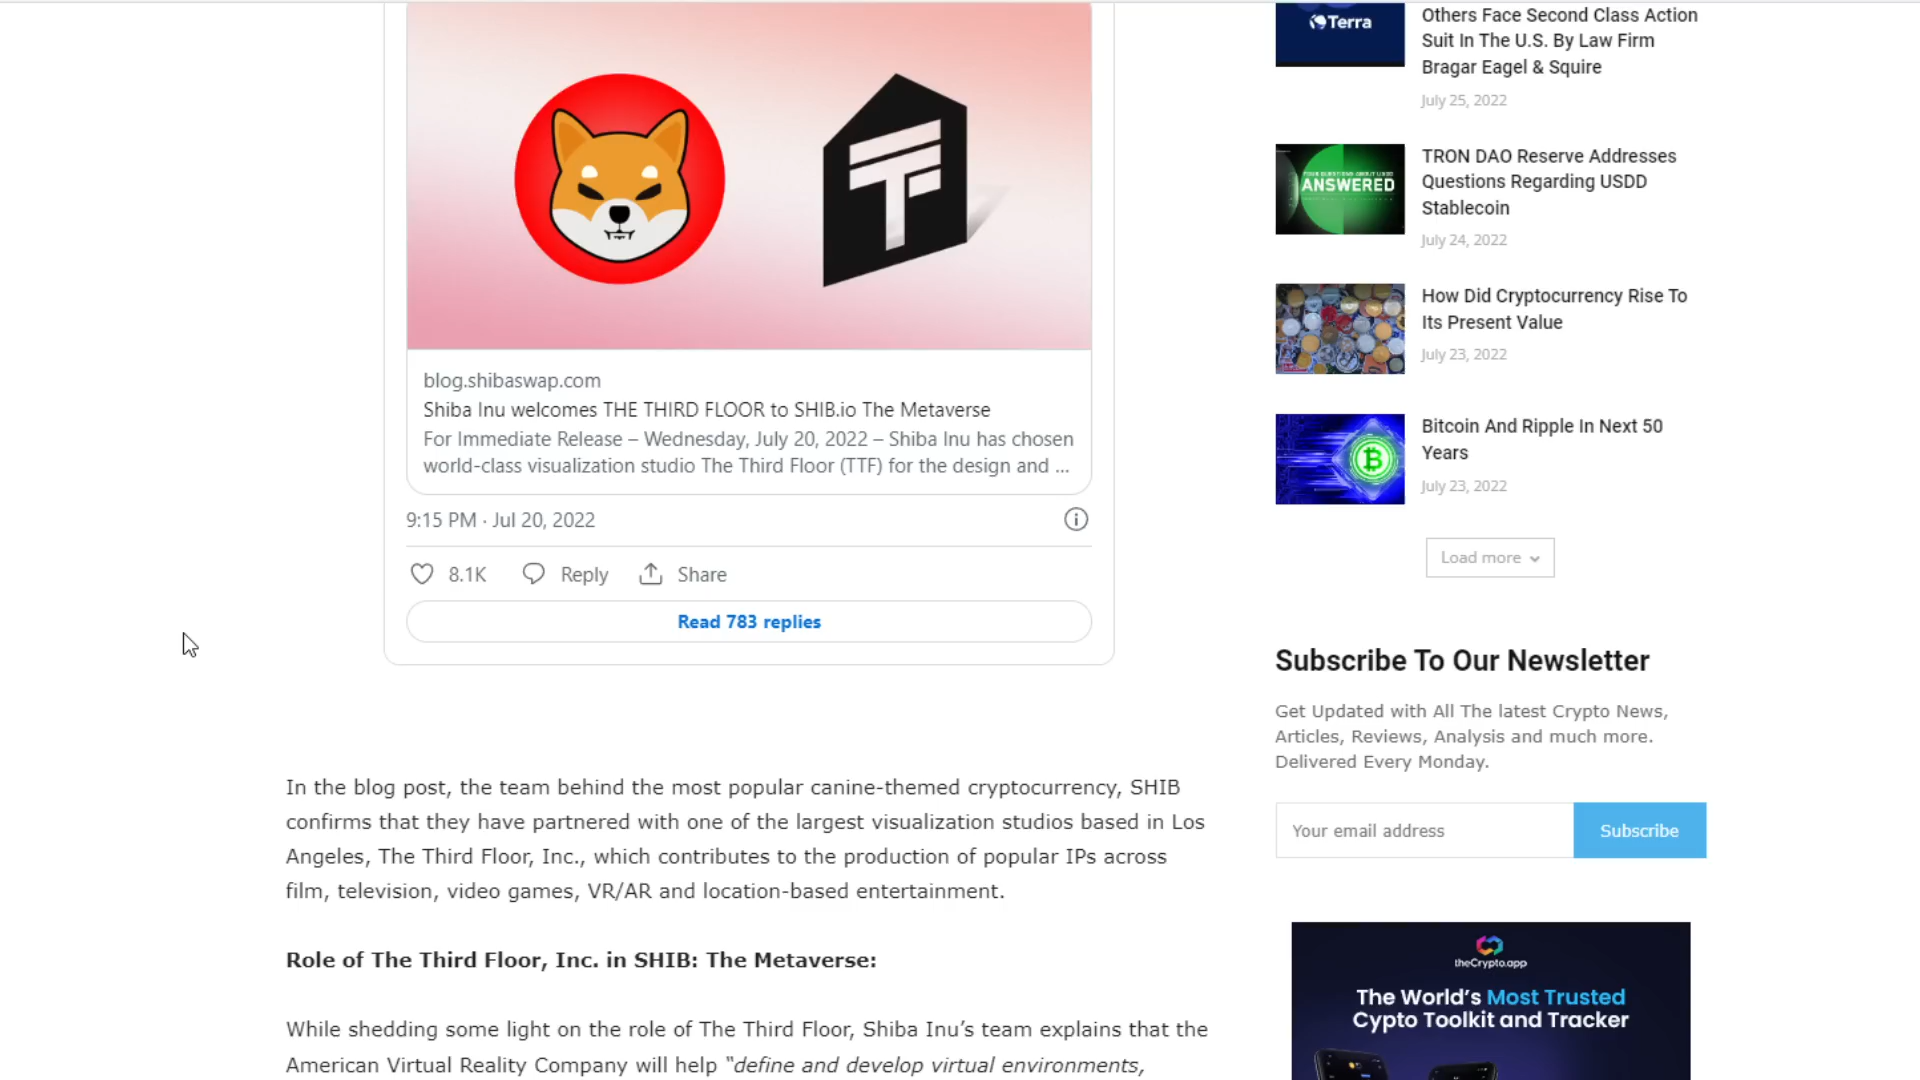 blog.shibaswap.com
Shiba Inu welcomes THE THIRD FLOOR to SHIB.io The Metaverse
For Immediate Release – Wednesday, July 20, 2022 – Shiba Inu has chosen
world-class visualization studio The Third Floor (TTF) for the design and ...
9:15 PM · Jul 20, 2022
8.1K Reply Share
Read 783 replies
In the blog post, the team behind the most popular canine-themed cryptocurrency, SHIB
confirms that they have partnered with one of the largest visualization studios based in Los
Angeles, The Third Floor, Inc., which contributes to the production of popular IPs across
film, television, video games, VR/AR and location-based entertainment.
Role of The Third Floor, Inc. in SHIB: The Metaverse:
While shedding some light on the role of The Third Floor, Shiba Inu’s team explains that the
American Virtual Reality Company will help “define and develop virtual environments,
Terra
Others Face Second Class Action
Suit In The U.S. By Law Firm
Bragar Eagel & Squire
July 25, 2022
YOUR QUESTIONS ABOUT USDD
ANSWERED
TRON DAO Reserve Addresses
Questions Regarding USDD
Stablecoin
July 24, 2022
How Did Cryptocurrency Rise To
Its Present Value
July 23, 2022
Bitcoin And Ripple In Next 50
Years
July 23, 2022
Load more
Subscribe To Our Newsletter
Get Updated with All The latest Crypto News,
Articles, Reviews, Analysis and much more.
Delivered Every Monday.
Your email address
Subscribe
theCrypto.app
The World's Most Trusted
Cypto Toolkit and Tracker